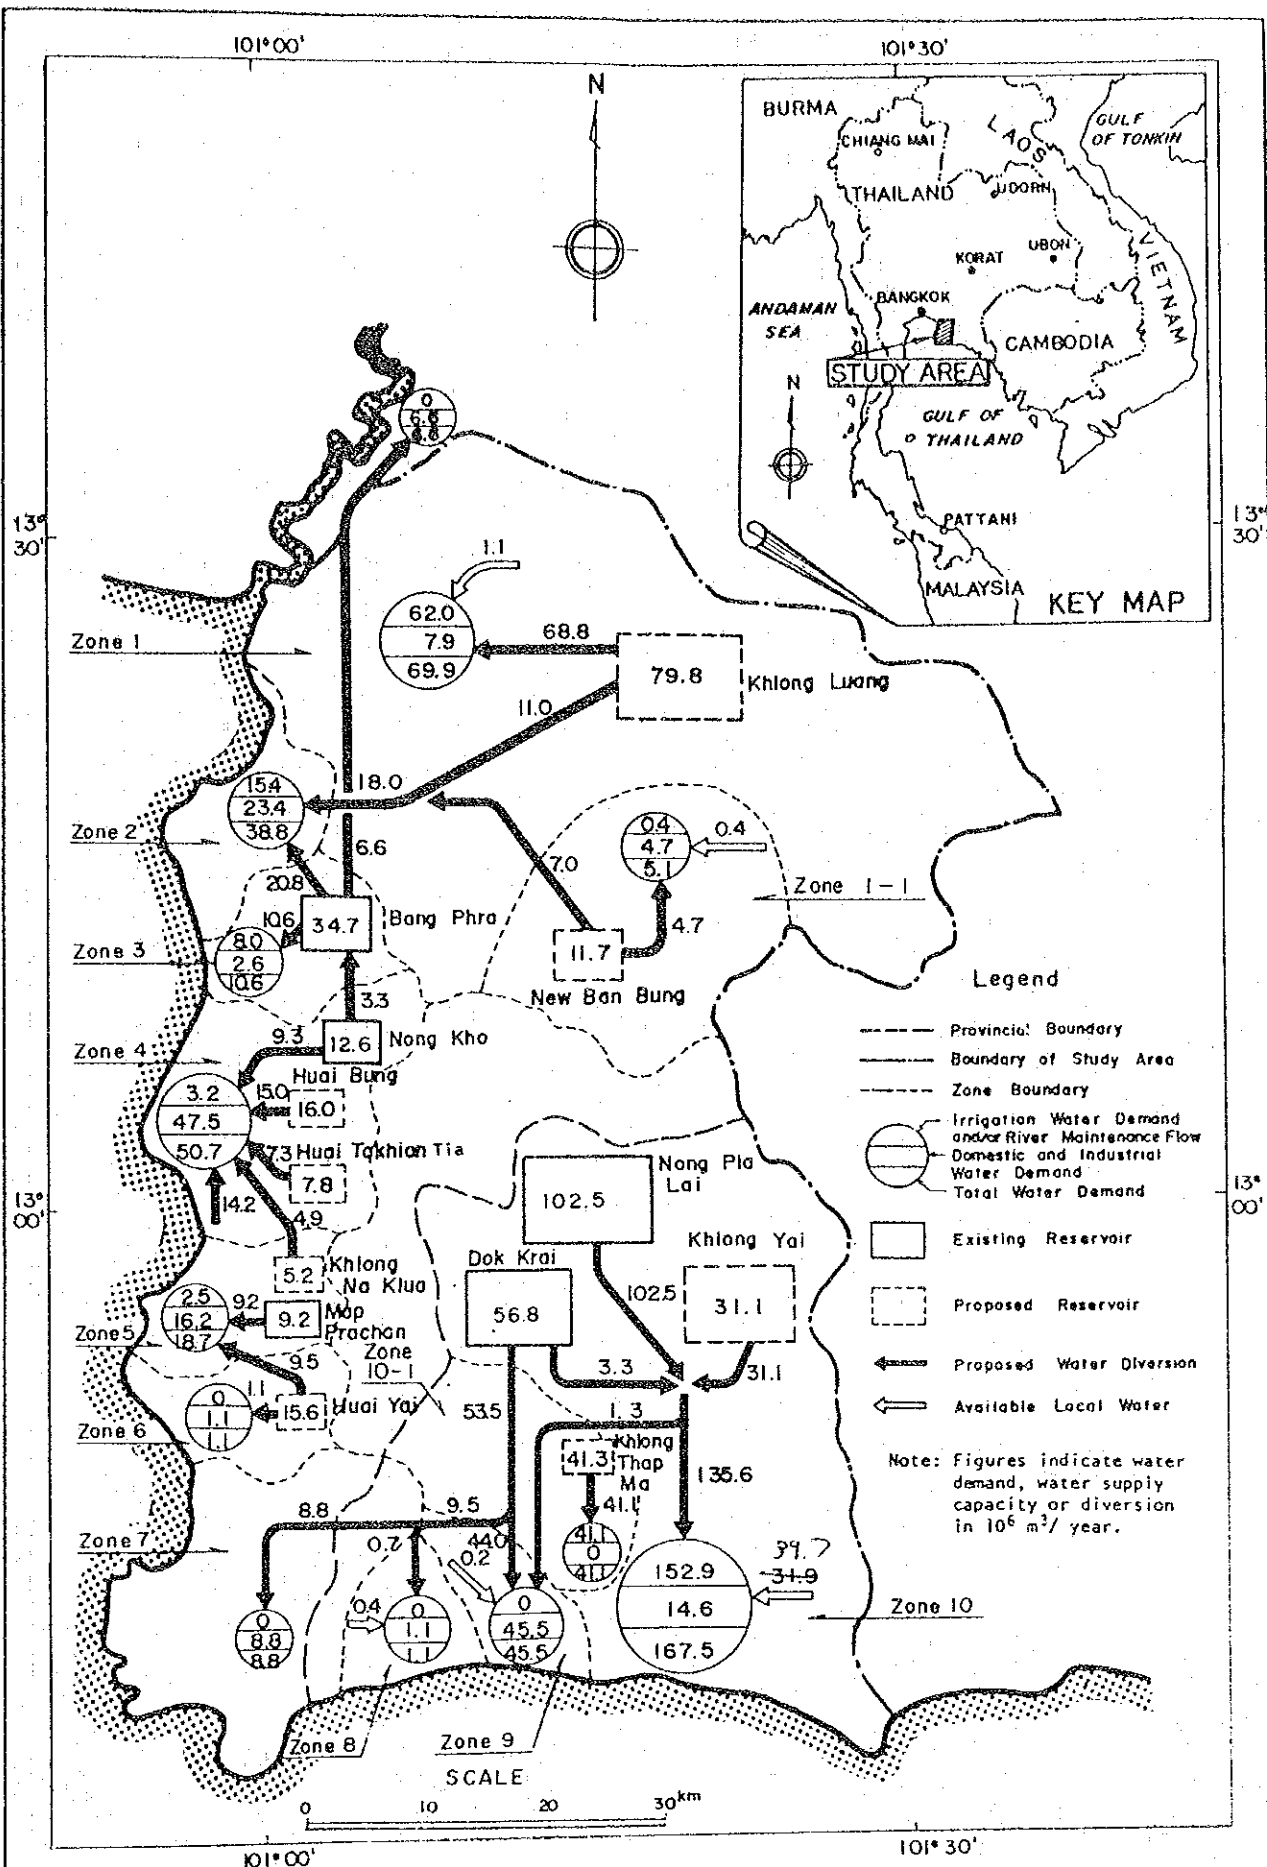 101°00'
101°30'
N
BURMA
CHIANG MAI
LAOS
GULF
OF TONKIN
THAILAND
UDORN
KORAT
UBON
VIETNAM
BANGKOK
ANDAMAN
SEA
CAMBODIA
STUDY AREA
N
GULF OF
THAILAND
PATTANI
MALAYSIA
KEY MAP
13°
30'
13°
30'
0
6.6
6.6
1.1
62.0
7.9
69.9
68.8
79.8
Khlong Luang
Zone 1
11.0
18.0
15.4
23.4
38.8
Zone 2
6.6
20.8
7.0
0.4
4.7
5.1
0.4
Zone 1-1
4.7
10.6
34.7
Bang Phra
8.0
2.6
10.6
Zone 3
11.7
New Ban Bung
3.3
9.3
12.6
Nong Kho
Zone 4
Huai Bung
15.0
16.0
3.2
47.5
50.7
7.3
Huai Takhian Tia
7.8
14.2
4.9
5.2
Khlong
Na Klua
13°
00'
13°
00'
Nong Pla
Lai
102.5
Dok Krai
56.8
Khlong Yai
31.1
102.5
2.5
16.2
18.7
9.2
9.2
Map
Prachan
Zone 5
9.5
Zone
10-1
3.3
31.1
0
1.1
1.1
1.1
15.6
Huai Yai
Zone 6
53.5
1.3
41.3
Khlong
Thap
Ma
41.1
135.6
8.8
9.5
0.7
44.0
0.2
Zone 7
41.1
0
41.1
39.7
31.9
152.9
14.6
167.5
Zone 10
0.4
0
8.8
8.8
0
1.1
1.1
0
45.5
45.5
Zone 8
Zone 9
Legend
Provincial Boundary
Boundary of Study Area
Zone Boundary
Irrigation Water Demand
and/or River Maintenance Flow
Domestic and Industrial
Water Demand
Total Water Demand
Existing Reservoir
Proposed Reservoir
Proposed Water Diversion
Available Local Water
Note: Figures indicate water
demand, water supply
capacity or diversion
in 10⁶ m³/ year.
SCALE
0 10 20 30km
101°00'
101°30'